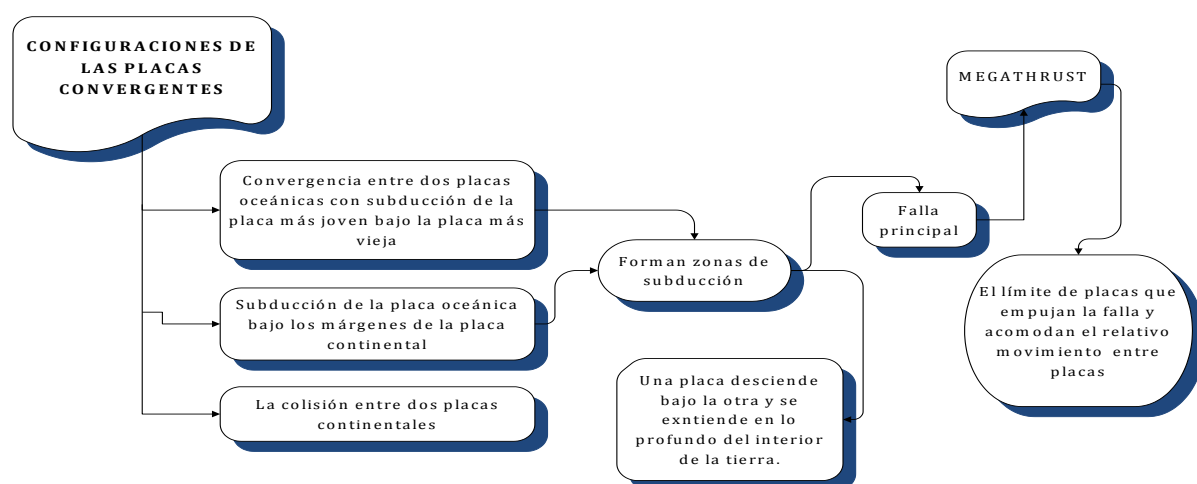 CONFIGURACIONES DE
LAS PLACAS
CONVERGENTES
Convergencia entre dos placas
oceánicas con subducción de la
placa más joven bajo la placa más
vieja
Subducción de la placa oceánica
bajo los márgenes de la placa
continental
La colisión entre dos placas
continentales
Forman zonas de
subducción
Una placa desciende
bajo la otra y se
exntiende en lo
profundo del interior
de la tierra.
Falla
principal
MEGATHRUST
El límite de placas que
empujan la falla y
acomodan el relativo
movimiento entre
placas